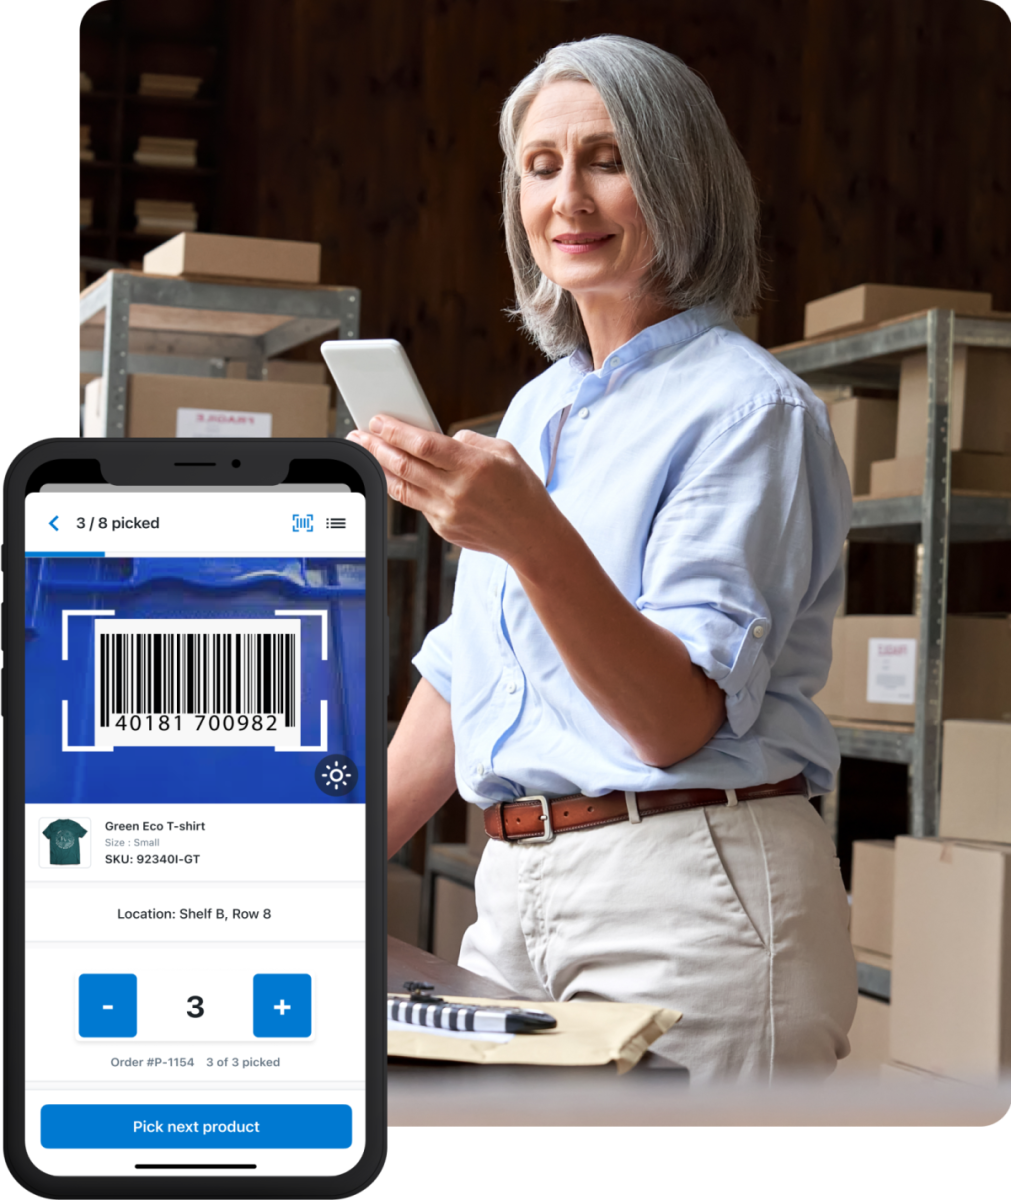 3 / 8 picked
40181 700982
Green Eco T-shirt
Size : Small
SKU: 92340I-GT
Location: Shelf B, Row 8
-
3
+
Order #P-1154 3 of 3 picked
Pick next product